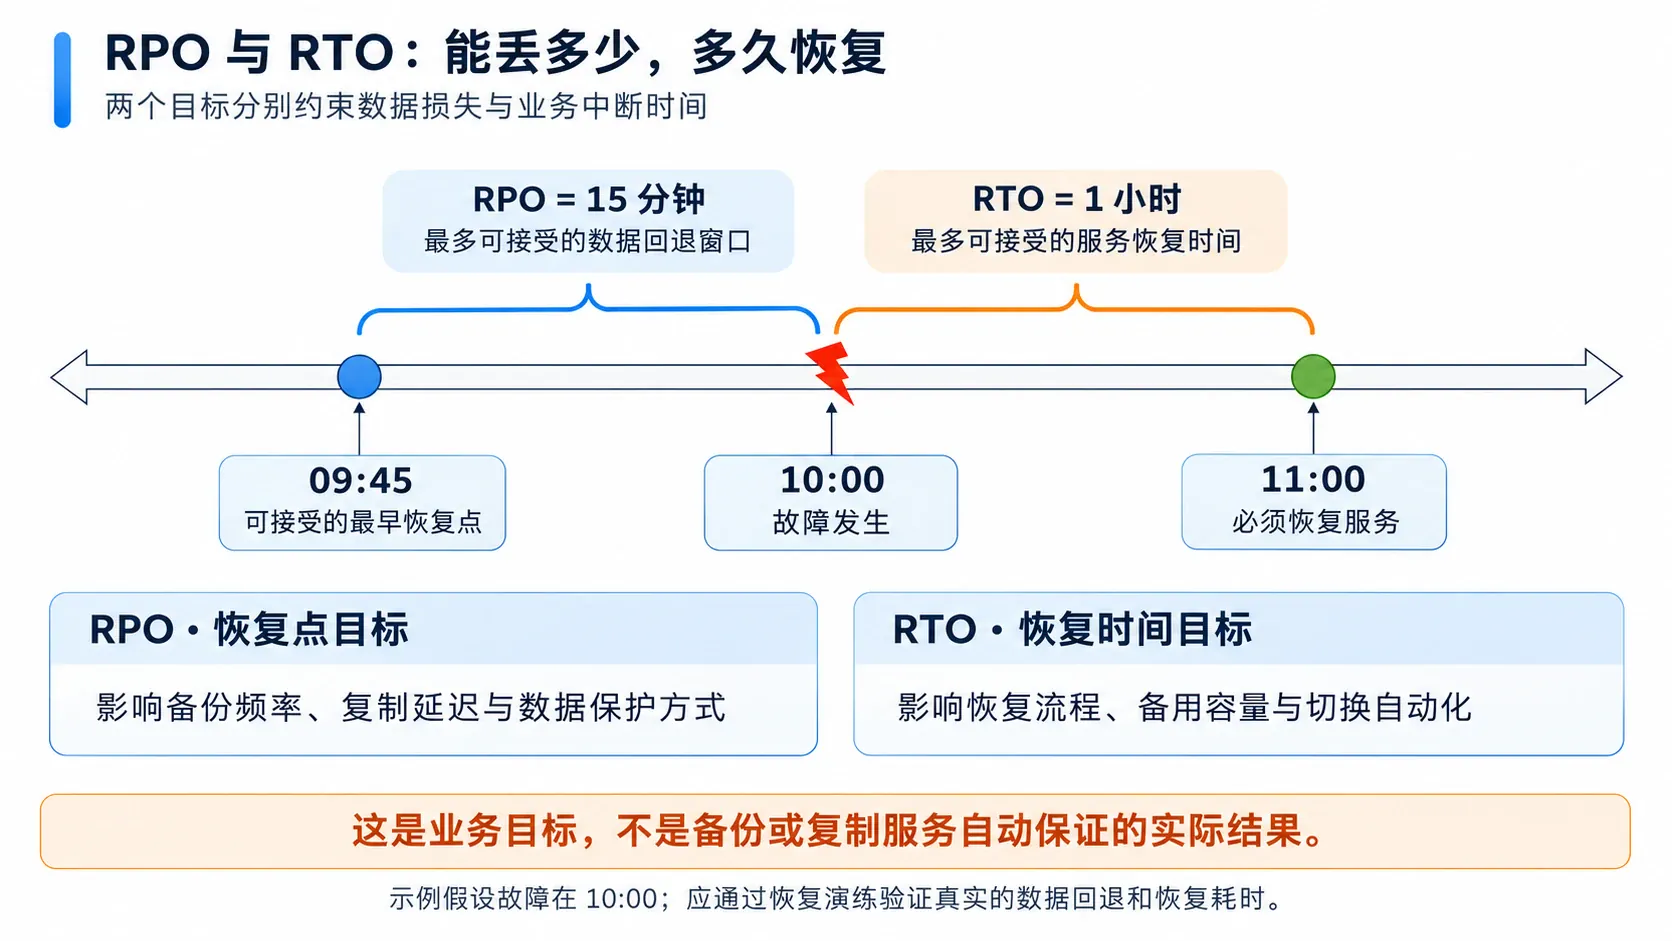 RPO 与 RTO：能丢多少，多久恢复
两个目标分别约束数据损失与业务中断时间
RPO = 15 分钟
最多可接受的数据回退窗口
RTO = 1 小时
最多可接受的服务恢复时间
09:45
可接受的最早恢复点
10:00
故障发生
11:00
必须恢复服务
RPO · 恢复点目标
影响备份频率、复制延迟与数据保护方式
RTO · 恢复时间目标
影响恢复流程、备用容量与切换自动化
这是业务目标，不是备份或复制服务自动保证的实际结果。
示例假设故障在 10:00；应通过恢复演练验证真实的数据回退和恢复耗时。